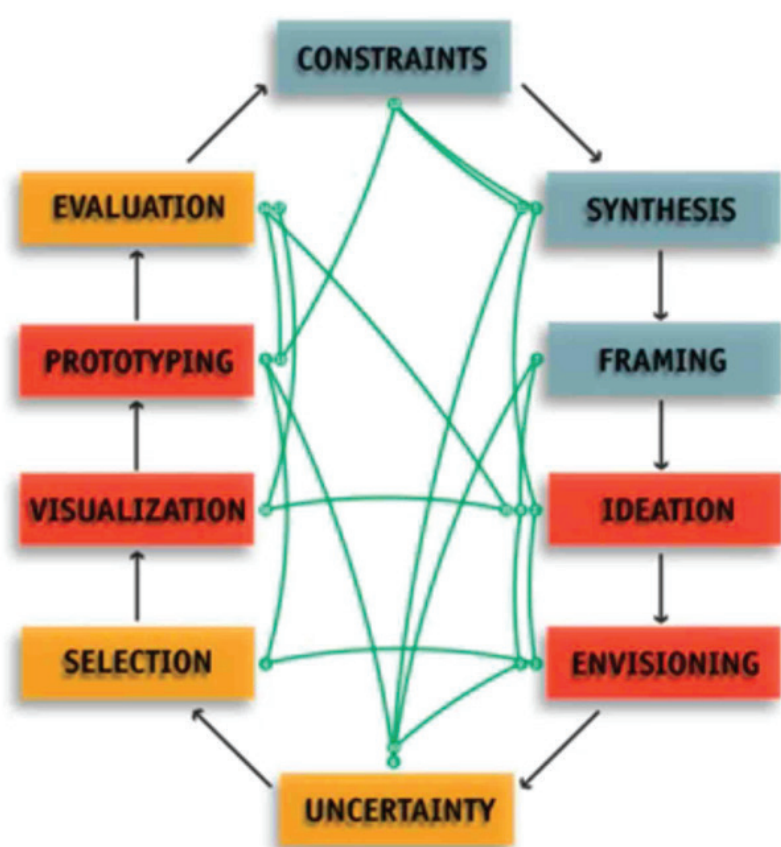 CONSTRAINTS
EVALUATION
SYNTHESIS
PROTOTYPING
FRAMING
VISUALIZATION
IDEATION
SELECTION
ENVISIONING
UNCERTAINTY